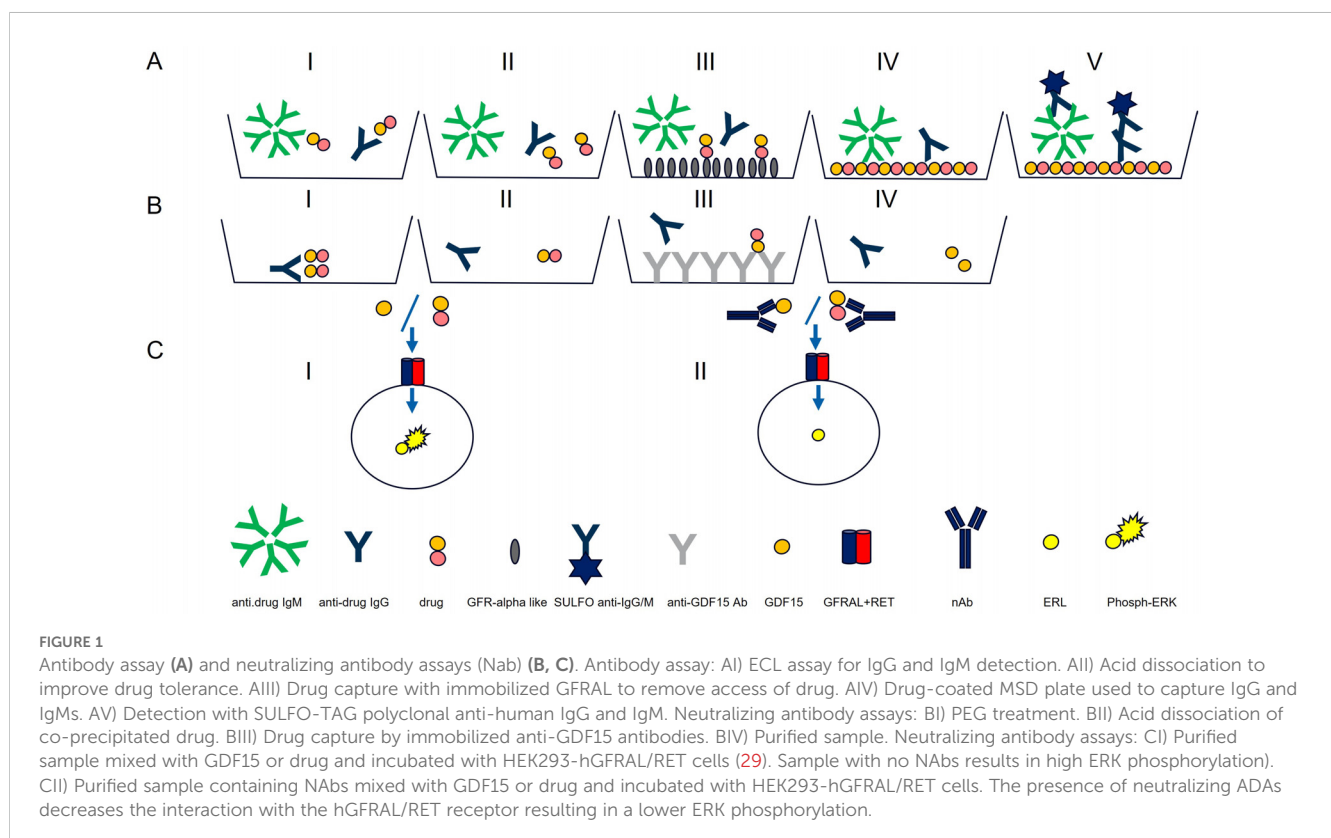 A I II III IV V
B I II III IV
C I II
anti.drug IgM anti-drug IgG drug GFR-alpha like SULFO anti-IgG/M anti-GDF15 Ab GDF15 GFRAL+RET nAb ERL Phosph-ERK
FIGURE 1
Antibody assay (A) and neutralizing antibody assays (Nab) (B, C). Antibody assay: AI) ECL assay for IgG and IgM detection. AII) Acid dissociation to
improve drug tolerance. AIII) Drug capture with immobilized GFRAL to remove access of drug. AIV) Drug-coated MSD plate used to capture IgG and
IgMs. AV) Detection with SULFO-TAG polyclonal anti-human IgG and IgM. Neutralizing antibody assays: BI) PEG treatment. BII) Acid dissociation of
co-precipitated drug. BIII) Drug capture by immobilized anti-GDF15 antibodies. BIV) Purified sample. Neutralizing antibody assays: CI) Purified
sample mixed with GDF15 or drug and incubated with HEK293-hGFRAL/RET cells (29). Sample with no NAbs results in high ERK phosphorylation).
CII) Purified sample containing NAbs mixed with GDF15 or drug and incubated with HEK293-hGFRAL/RET cells. The presence of neutralizing ADAs
decreases the interaction with the hGFRAL/RET receptor resulting in a lower ERK phosphorylation.